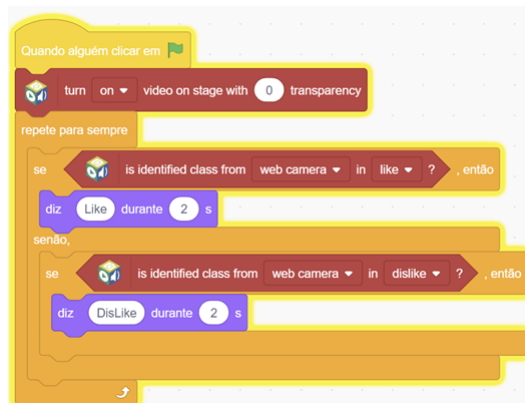 Quando alguém clicar em
turn on video on stage with 0 transparency
repete para sempre
se is identified class from web camera in like ? , então
diz Like durante 2 s
senão,
se is identified class from web camera in dislike ? , então
diz DisLike durante 2 s